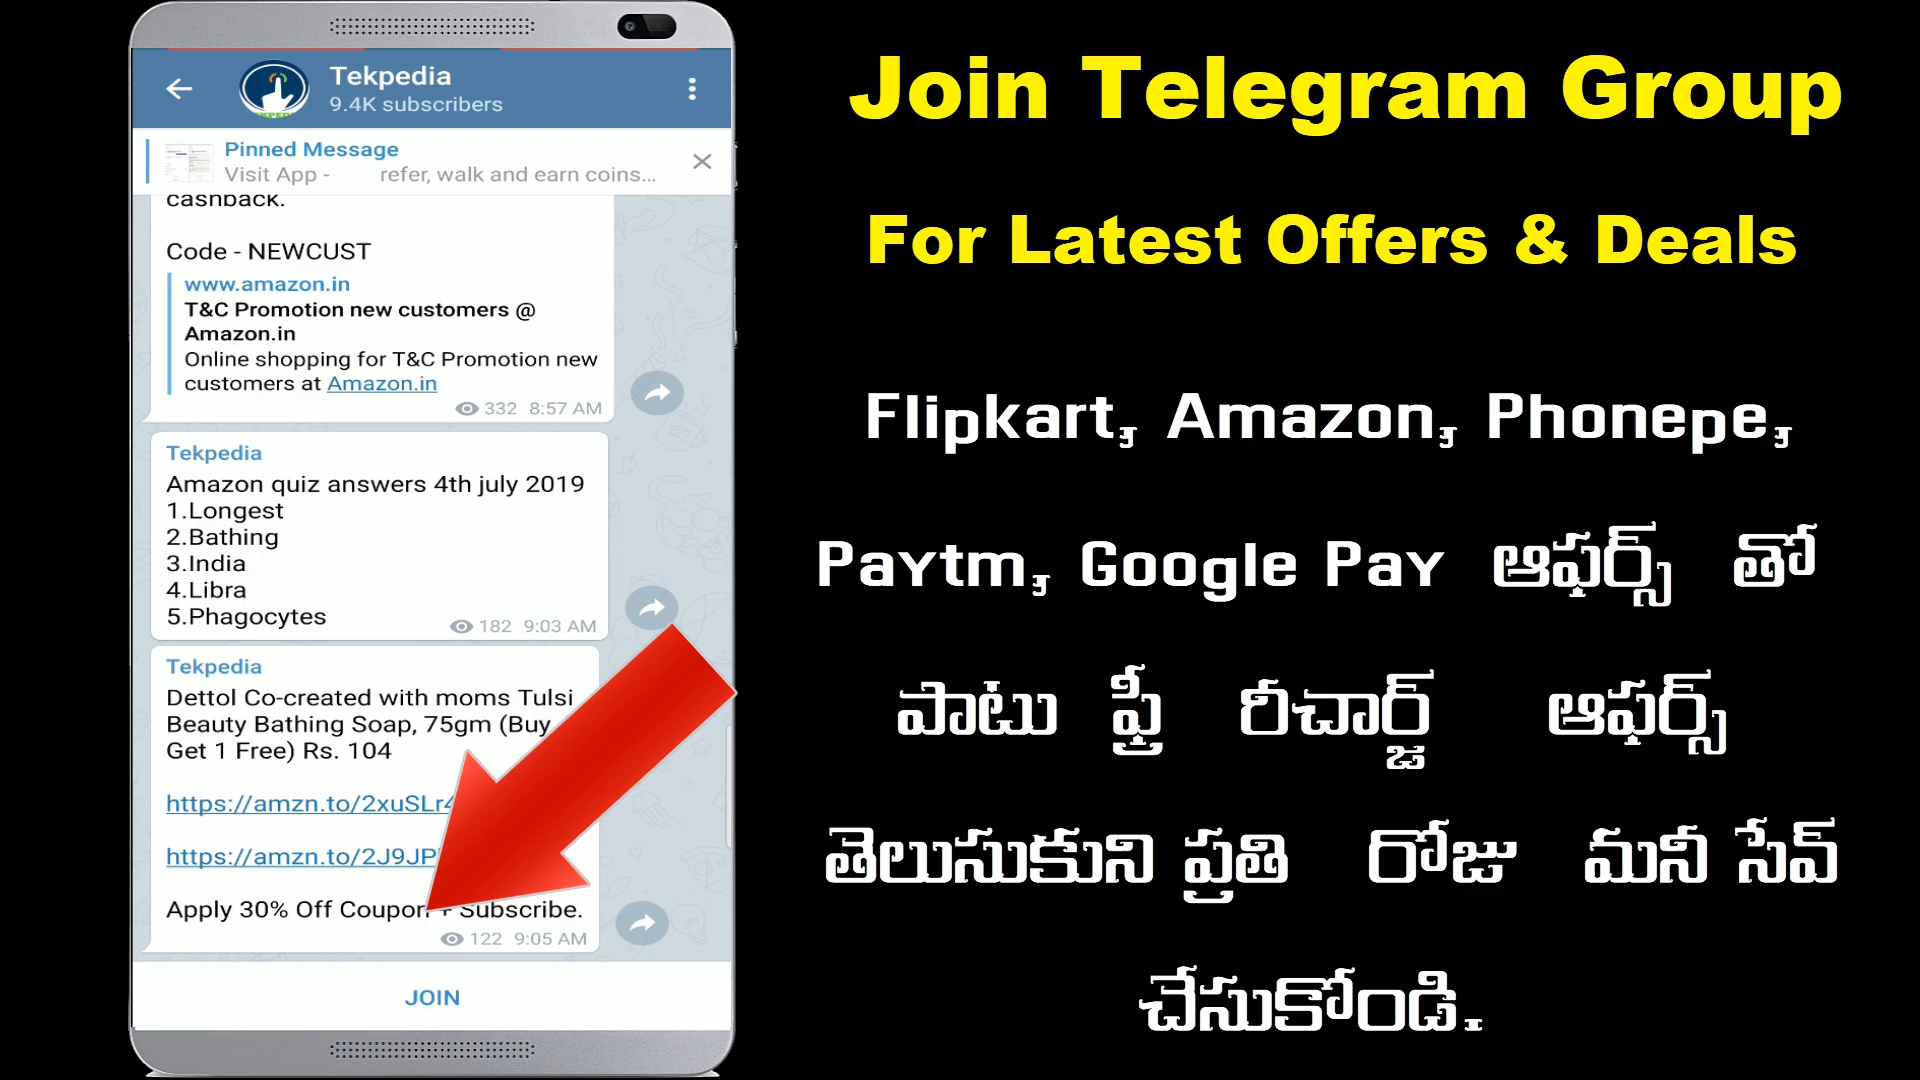 Tekpedia
9.4K subscribers
Pinned Message
Visit App - refer, walk and earn coins...
cashback.
Code - NEWCUST
www.amazon.in
T&C Promotion new customers @
Amazon.in
Online shopping for T&C Promotion new
customers at Amazon.in
332 8:57 AM
Tekpedia
Amazon quiz answers 4th july 2019
1.Longest
2.Bathing
3.India
4.Libra
5.Phagocytes
182 9:03 AM
Tekpedia
Dettol Co-created with moms Tulsi
Beauty Bathing Soap, 75gm (Buy
Get 1 Free) Rs. 104
https://amzn.to/2xuSLr4
https://amzn.to/2J9JP
Apply 30% Off Coupon + Subscribe.
122 9:05 AM
JOIN
Join Telegram Group
For Latest Offers & Deals
Flipkart, Amazon, Phonepe,
Paytm, Google Pay ఆఫర్స్ తో
పాటు ఫ్రీ రీచార్జ్ ఆఫర్స్
తెలుసుకుని ప్రతి రోజు మనీ సేవ్
చేసుకోండి.